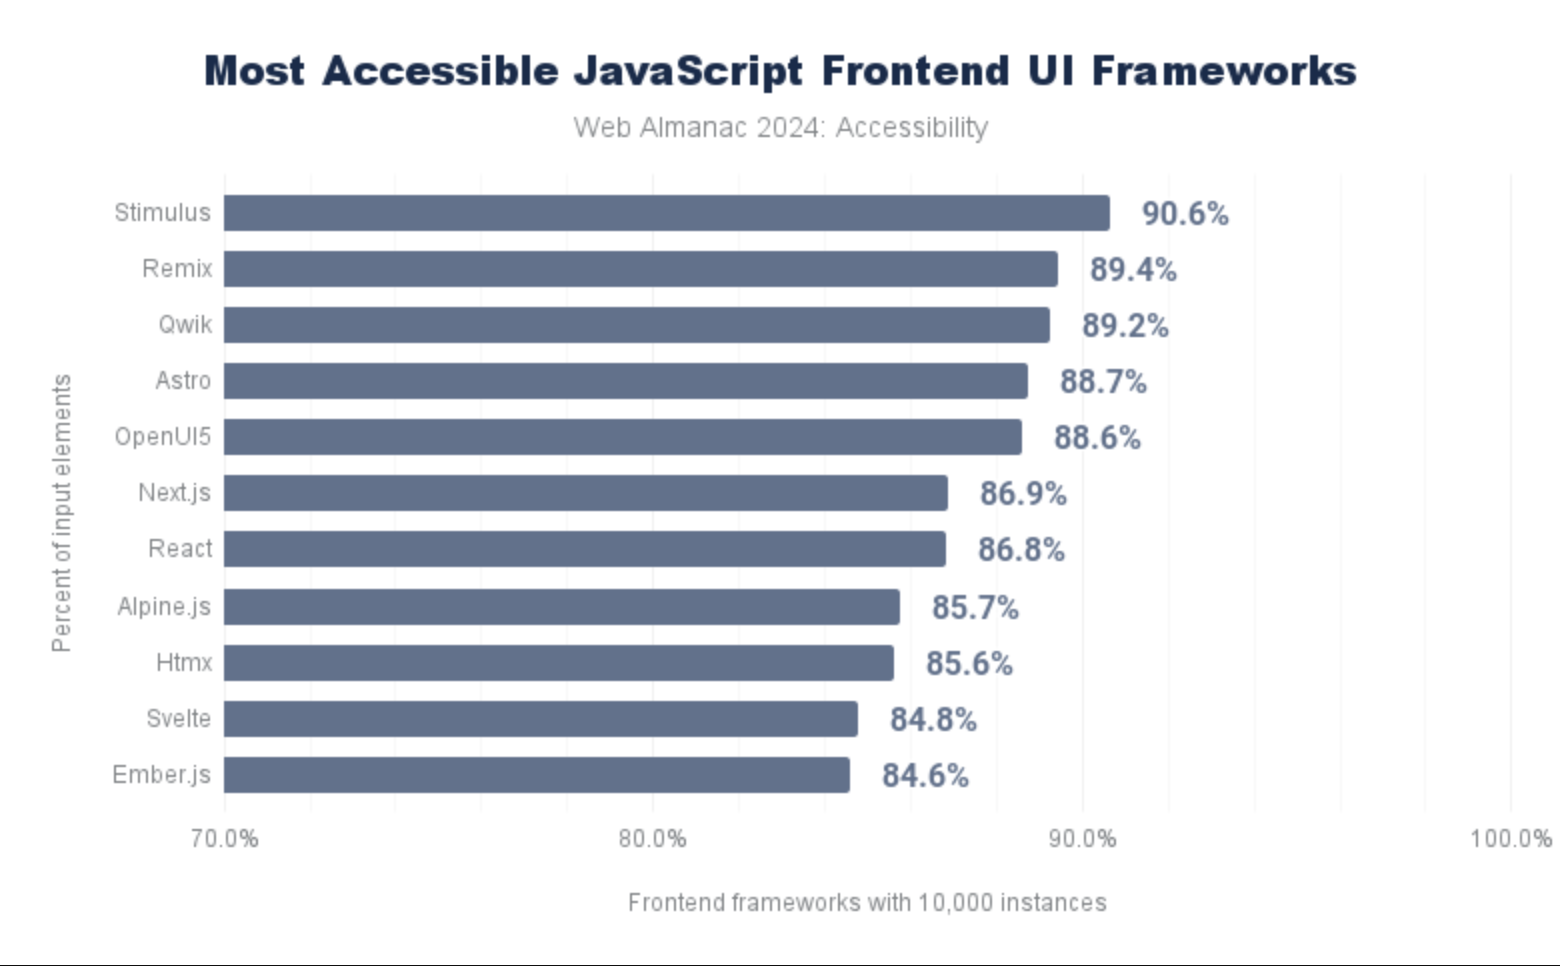 Most Accessible JavaScript Frontend UI Frameworks
Web Almanac 2024: Accessibility
Percent of input elements
Stimulus 90.6%
Remix 89.4%
Qwik 89.2%
Astro 88.7%
OpenUI5 88.6%
Next.js 86.9%
React 86.8%
Alpine.js 85.7%
Htmx 85.6%
Svelte 84.8%
Ember.js 84.6%
70.0% 80.0% 90.0% 100.0%
Frontend frameworks with 10,000 instances